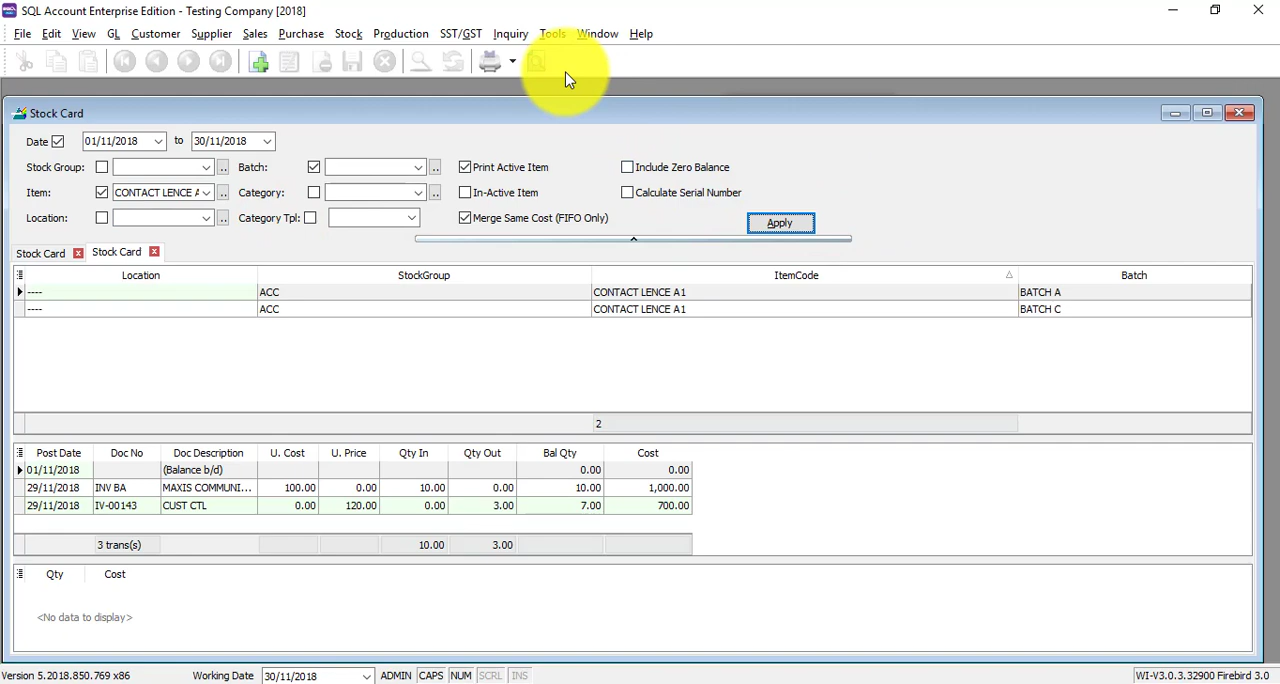 SQL Account Enterprise Edition - Testing Company [2018]
File Edit View GL Customer Supplier Sales Purchase Stock Production SST/GST Inquiry Tools Window Help
Stock Card
Date 01/11/2018 to 30/11/2018
Stock Group: .. Batch: .. Print Active Item Include Zero Balance
Item: CONTACT LENCE A .. Category: .. In-Active Item Calculate Serial Number
Location: .. Category Tpl: Merge Same Cost (FIFO Only) Apply
Stock Card Stock Card
Location StockGroup ItemCode Batch
---- ACC CONTACT LENCE A1 BATCH A
---- ACC CONTACT LENCE A1 BATCH C
2
Post Date Doc No Doc Description U. Cost U. Price Qty In Qty Out Bal Qty Cost
01/11/2018 (Balance b/d) 0.00 0.00
29/11/2018 INV BA MAXIS COMMUNI... 100.00 0.00 10.00 0.00 10.00 1,000.00
29/11/2018 IV-00143 CUST CTL 0.00 120.00 0.00 3.00 7.00 700.00
3 trans(s) 10.00 3.00
Qty Cost
<No data to display>
Version 5.2018.850.769 x86 Working Date 30/11/2018 ADMIN CAPS NUM SCRL INS WI-V3.0.3.32900 Firebird 3.0